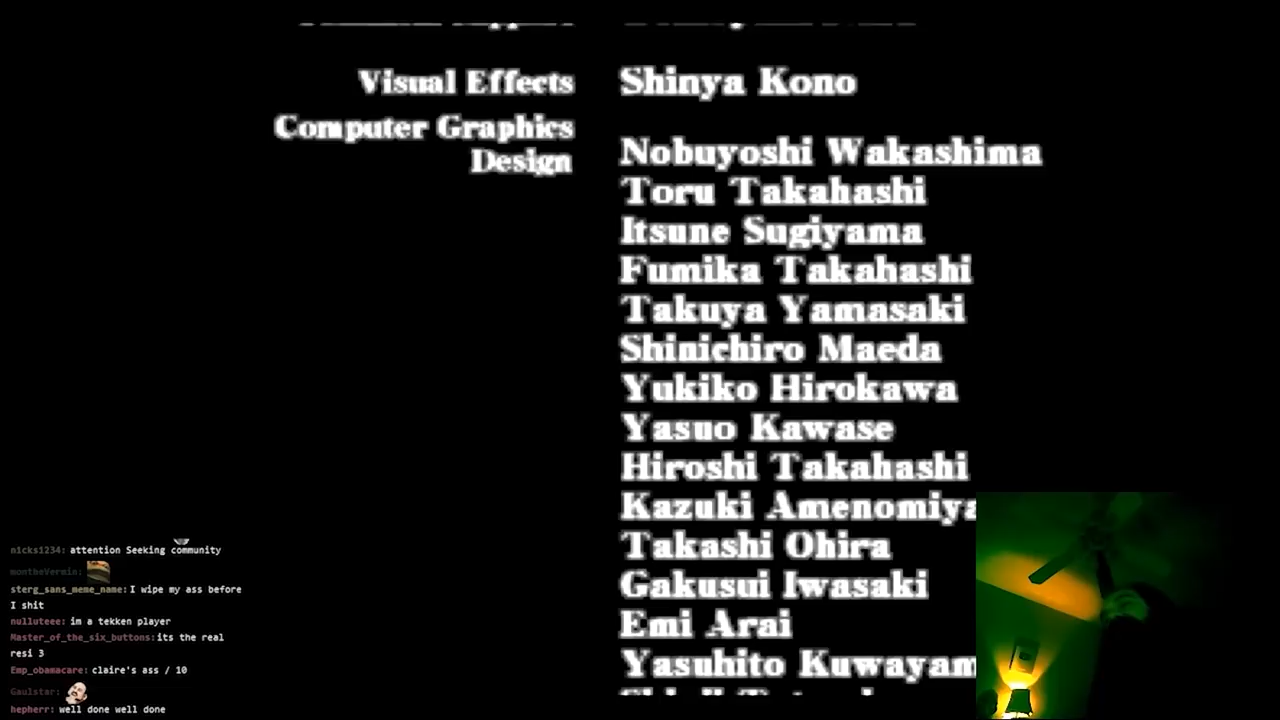 Visual Effects
Shinya Kono
Computer Graphics
Design
Nobuyoshi Wakashima
Toru Takahashi
Itsune Sugiyama
Fumika Takahashi
Takuya Yamasaki
Shinichiro Maeda
Yukiko Hirokawa
Yasuo Kawase
Hiroshi Takahashi
Kazuki Amenomiya
Takashi Ohira
Gakusui Iwasaki
Emi Arai
Yasuhito Kuwayam
n1cks1234: attention Seeking community
montheVermin:
sterg_sans_meme_name: I wipe my ass before
I shit
nulluteee: im a tekken player
Master_of_the_six_buttons: its the real
resi 3
Emp_obamacare: claire's ass / 10
Gaulstar:
hepherr: well done well done